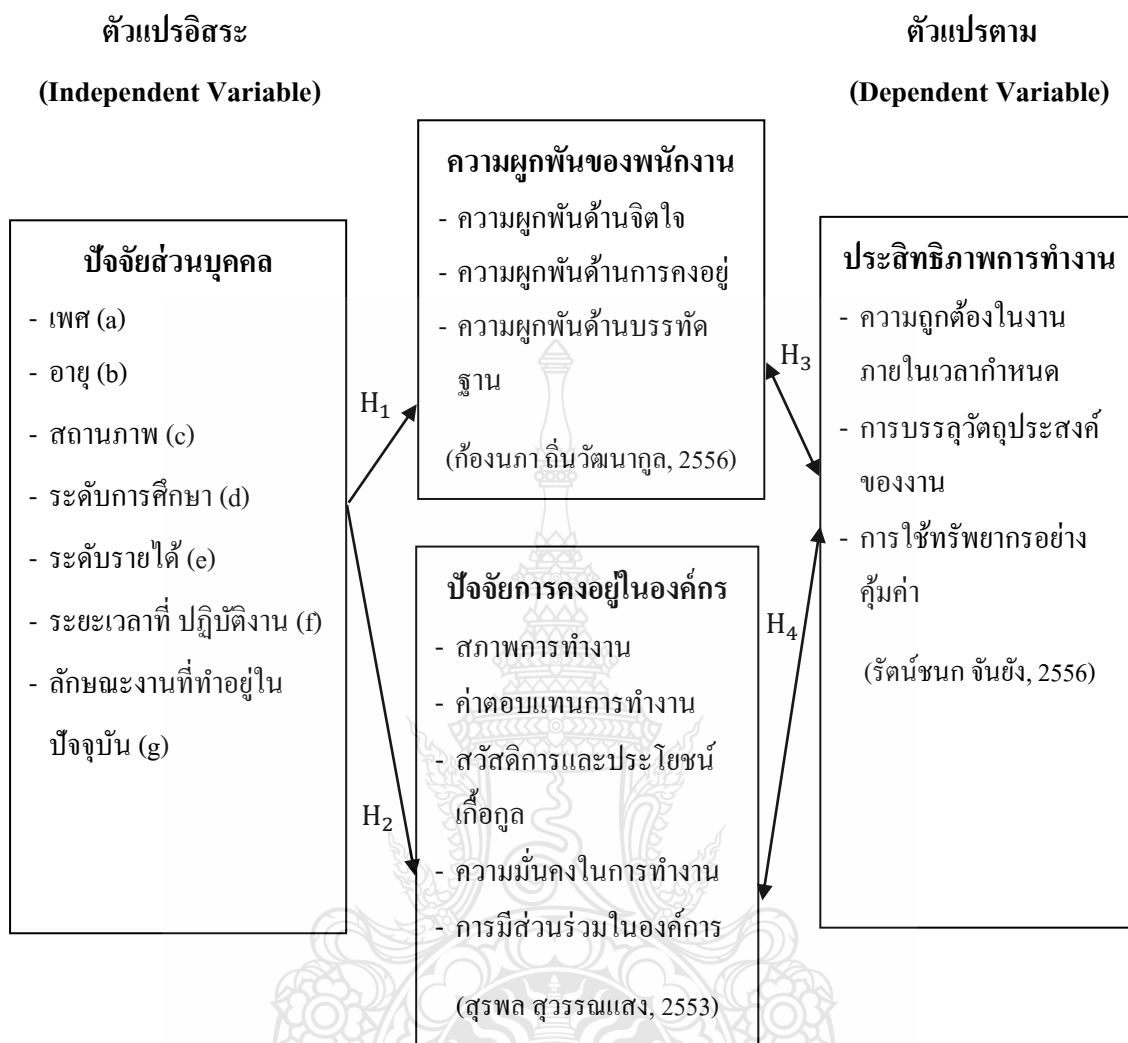 ตัวแปรอิสระ
(Independent Variable)
ตัวแปรตาม
(Dependent Variable)
ปัจจัยส่วนบุคคล
- เพศ (a)
- อายุ (b)
- สถานภาพ (c)
- ระดับการศึกษา (d)
- ระดับรายได้ (e)
- ระยะเวลาที่ ปฏิบัติงาน (f)
- ลักษณะงานที่ทำอยู่ใน
ปัจจุบัน (g)
H₁
H₂
ความผูกพันของพนักงาน
- ความผูกพันด้านจิตใจ
- ความผูกพันด้านการคงอยู่
- ความผูกพันด้านบรรทัด
ฐาน
(ก้องนภา ถิ่นวัฒนากูล, 2556)
ปัจจัยการคงอยู่ในองค์กร
- สภาพการทำงาน
- ค่าตอบแทนการทำงาน
- สวัสดิการและประโยชน์
เกื้อกูล
- ความมั่นคงในการทำงาน
- การมีส่วนร่วมในองค์การ
(สุรพล สุวรรณแสง, 2553)
H₃
H₄
ประสิทธิภาพการทำงาน
- ความถูกต้องในงาน
ภายในเวลากำหนด
- การบรรลุวัตถุประสงค์
ของงาน
- การใช้ทรัพยากรอย่าง
คุ้มค่า
(รัตน์ชนก จันยัง, 2556)